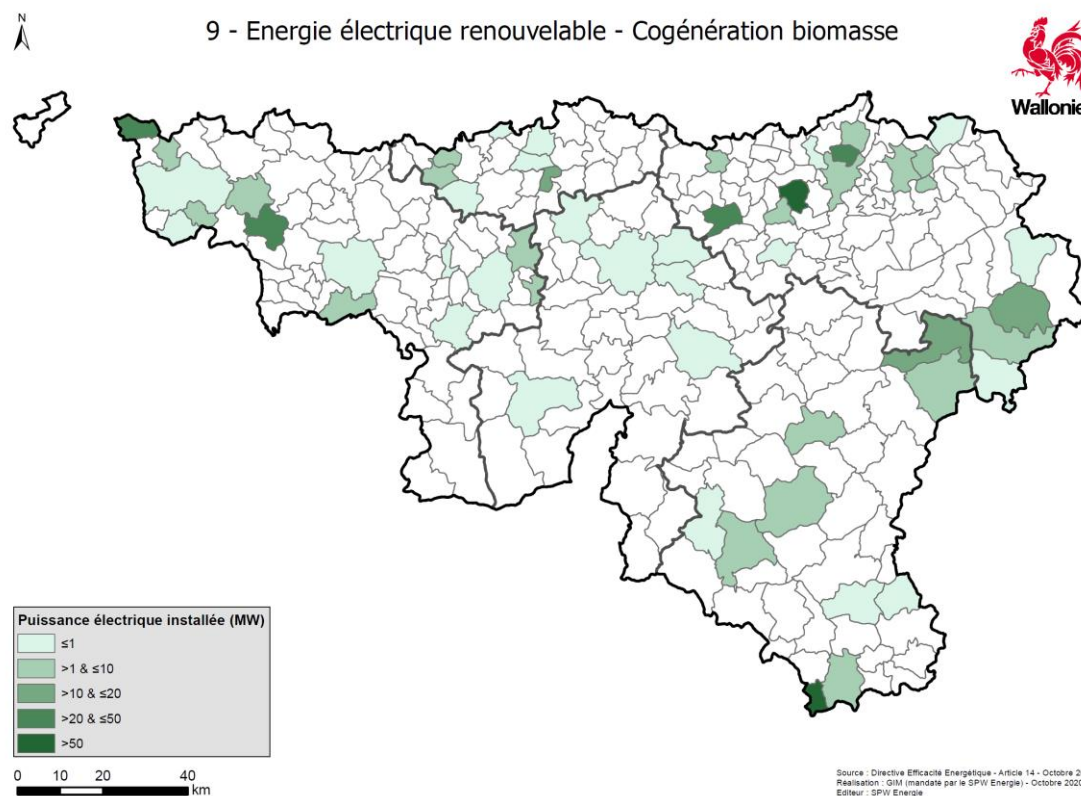 N
9 - Energie électrique renouvelable - Cogénération biomasse
Wallonie
Puissance électrique installée (MW)
≤1
>1 & ≤10
>10 & ≤20
>20 & ≤50
>50
0 10 20 40
km
Source : Directive Efficacité Energétique - Article 14 - Octobre
Réalisation : GIM (mandaté par le SPW Energie) - Octobre 2020
Editeur : SPW Energie